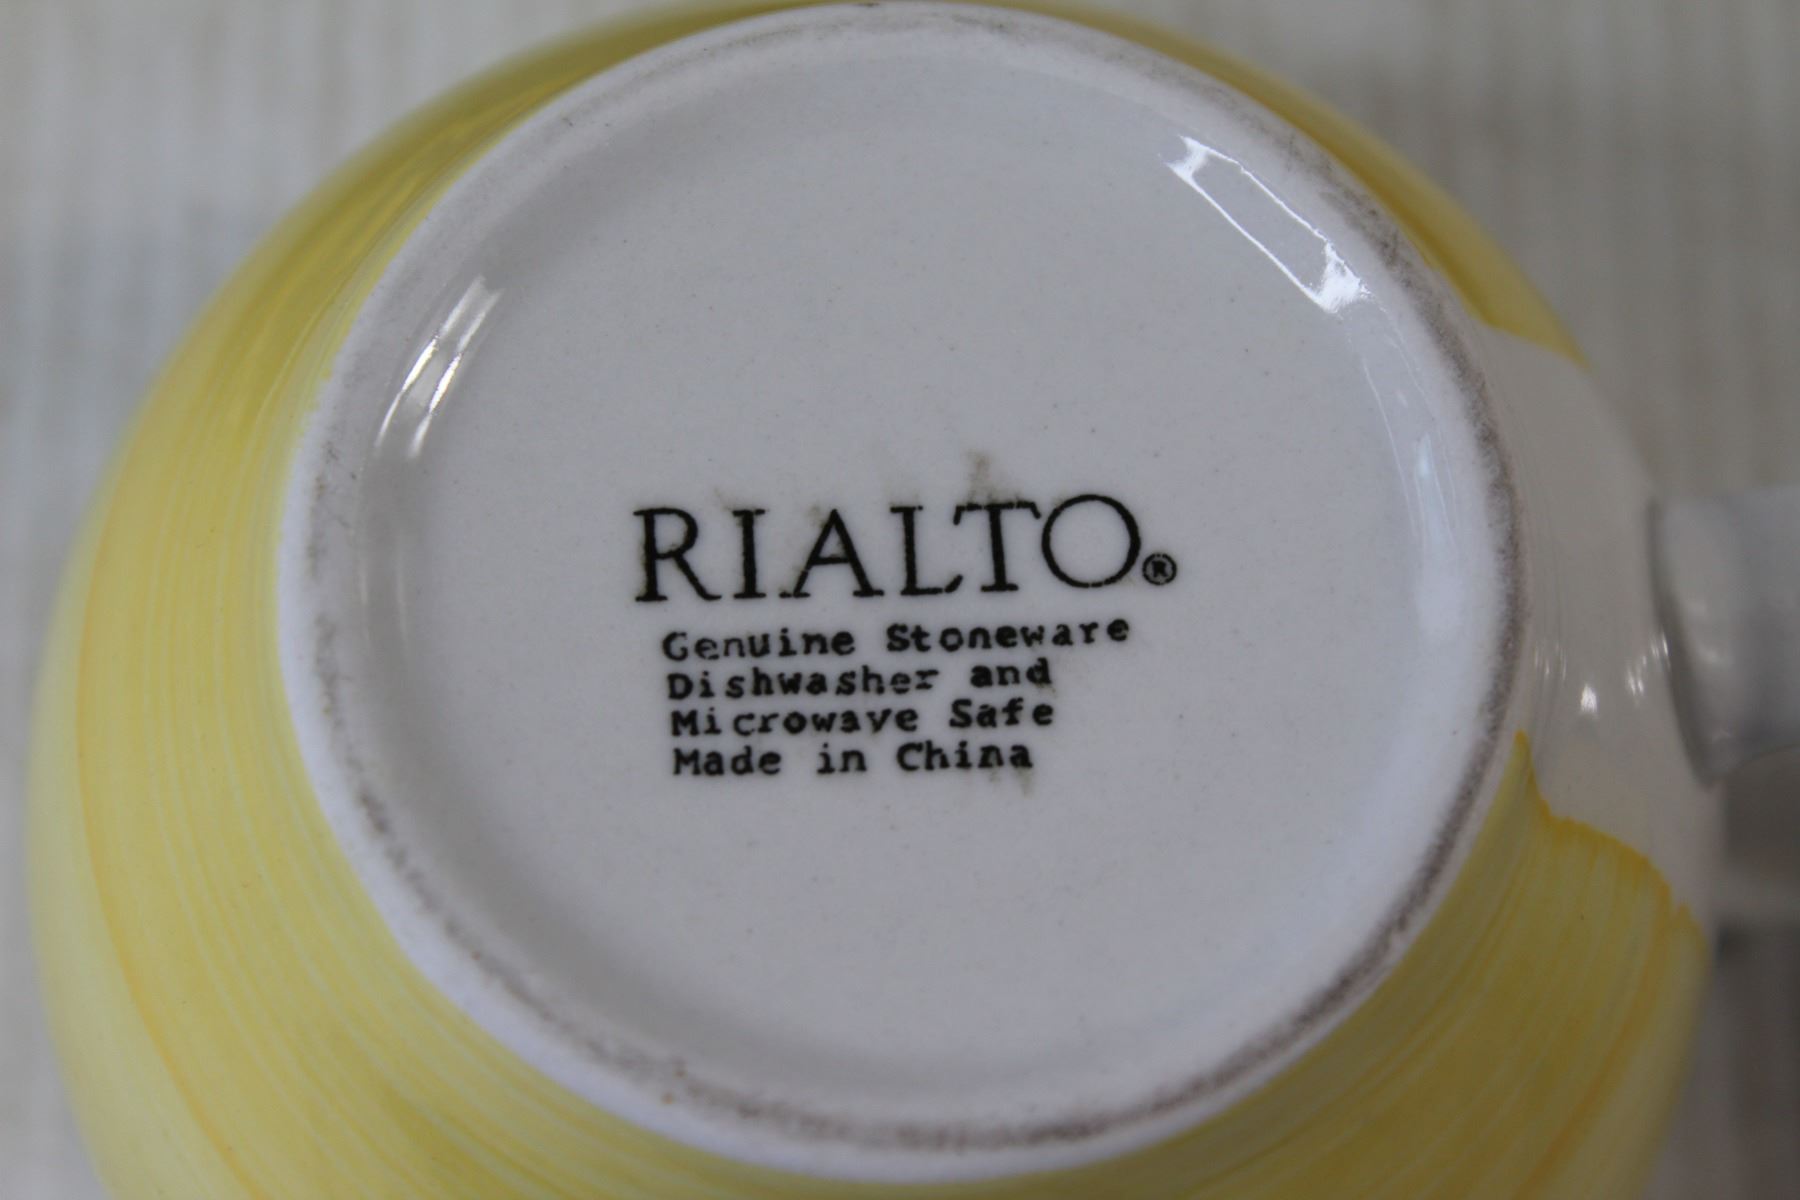 RIALTO®
Genuine Stoneware
Dishwasher and
Microwave Safe
Made in China